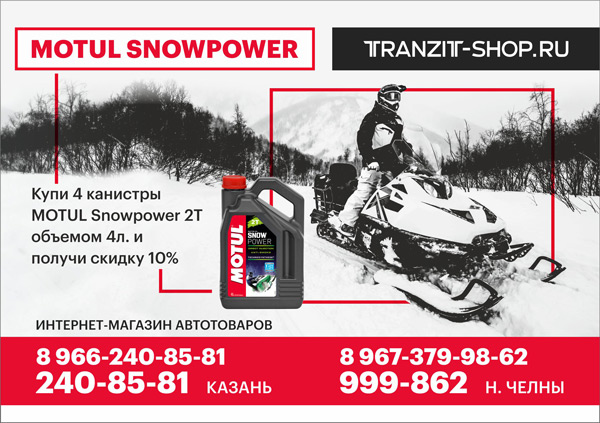 MOTUL SNOWPOWER
TRANZIT-SHOP.RU
Купи 4 канистры
MOTUL Snowpower 2T
объемом 4л. и
получи скидку 10%
MOTUL
2T
SNOW
POWER
ИНТЕРНЕТ-МАГАЗИН АВТОТОВАРОВ
8 966-240-85-81
240-85-81 КАЗАНЬ
8 967-379-98-62
999-862 Н. ЧЕЛНЫ